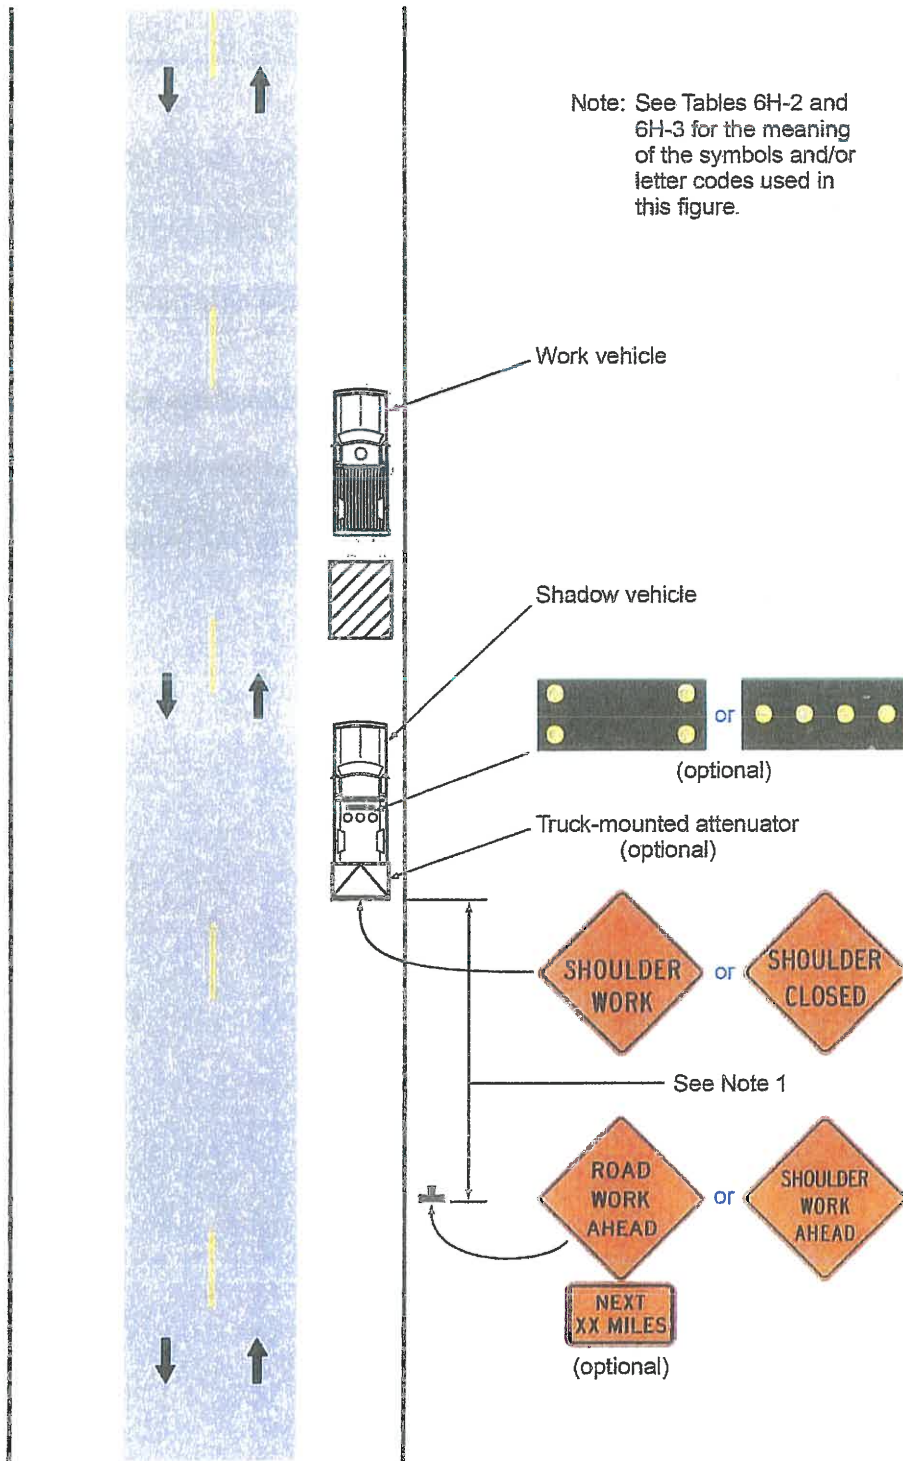 Note: See Tables 6H-2 and
6H-3 for the meaning
of the symbols and/or
letter codes used in
this figure.
Work vehicle
Shadow vehicle
or
(optional)
Truck-mounted attenuator
(optional)
SHOULDER
WORK
or
SHOULDER
CLOSED
See Note 1
ROAD
WORK
AHEAD
or
SHOULDER
WORK
AHEAD
NEXT
XX MILES
(optional)